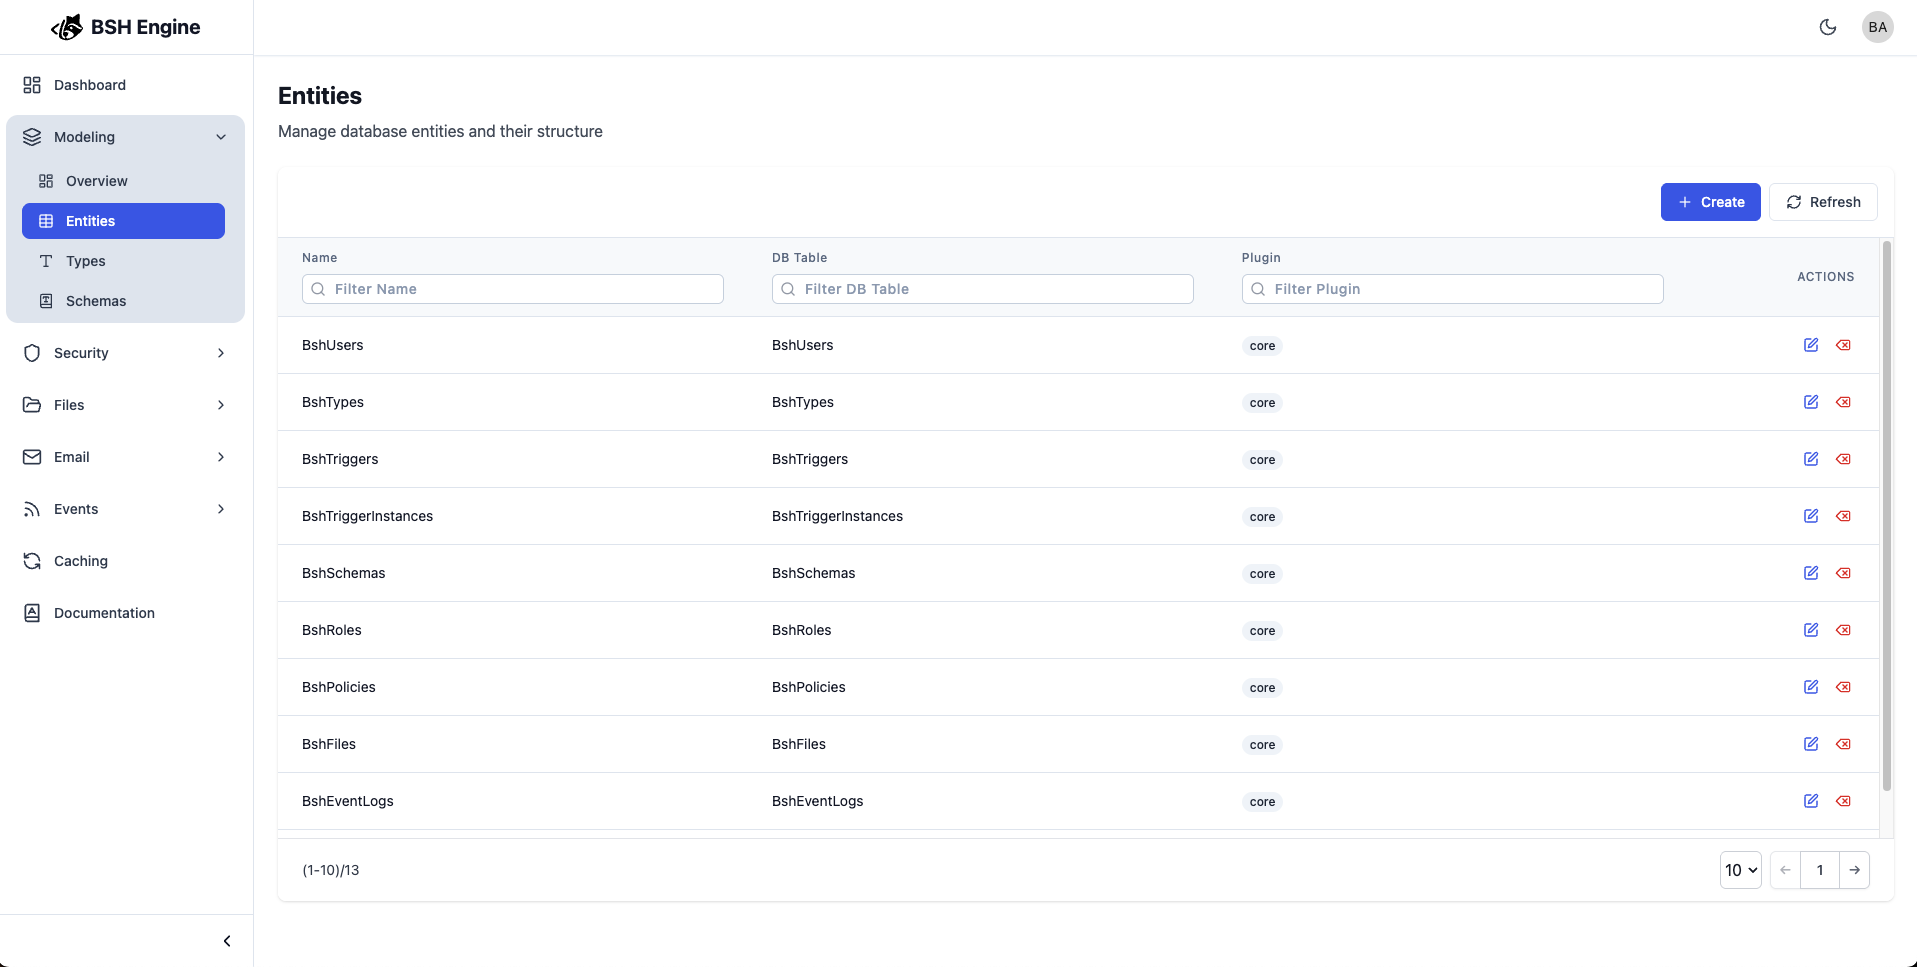 BSH Engine
BA
Dashboard
Modeling
Overview
Entities
Types
Schemas
Security
Files
Email
Events
Caching
Documentation
Entities
Manage database entities and their structure
Create
Refresh
Name
DB Table
Plugin
ACTIONS
Filter Name
Filter DB Table
Filter Plugin
BshUsers BshUsers core
BshTypes BshTypes core
BshTriggers BshTriggers core
BshTriggerInstances BshTriggerInstances core
BshSchemas BshSchemas core
BshRoles BshRoles core
BshPolicies BshPolicies core
BshFiles BshFiles core
BshEventLogs BshEventLogs core
(1-10)/13
10
1